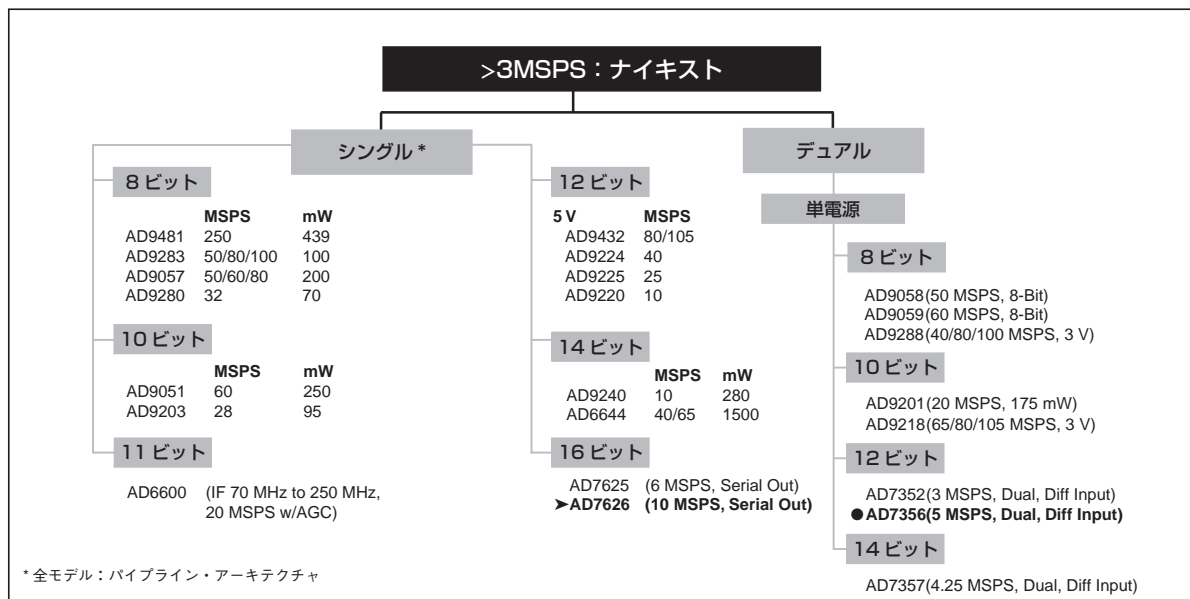 >3MSPS：ナイキスト
シングル *
8 ビット
MSPS mW
AD9481 250 439
AD9283 50/80/100 100
AD9057 50/60/80 200
AD9280 32 70
10 ビット
MSPS mW
AD9051 60 250
AD9203 28 95
11 ビット
AD6600 (IF 70 MHz to 250 MHz,
20 MSPS w/AGC)
12 ビット
5 V MSPS
AD9432 80/105
AD9224 40
AD9225 25
AD9220 10
14 ビット
MSPS mW
AD9240 10 280
AD6644 40/65 1500
16 ビット
AD7625 (6 MSPS, Serial Out)
➤AD7626 (10 MSPS, Serial Out)
デュアル
単電源
8 ビット
AD9058(50 MSPS, 8-Bit)
AD9059(60 MSPS, 8-Bit)
AD9288(40/80/100 MSPS, 3 V)
10 ビット
AD9201(20 MSPS, 175 mW)
AD9218(65/80/105 MSPS, 3 V)
12 ビット
AD7352(3 MSPS, Dual, Diff Input)
●AD7356(5 MSPS, Dual, Diff Input)
14 ビット
AD7357(4.25 MSPS, Dual, Diff Input)
* 全モデル：パイプライン・アーキテクチャ